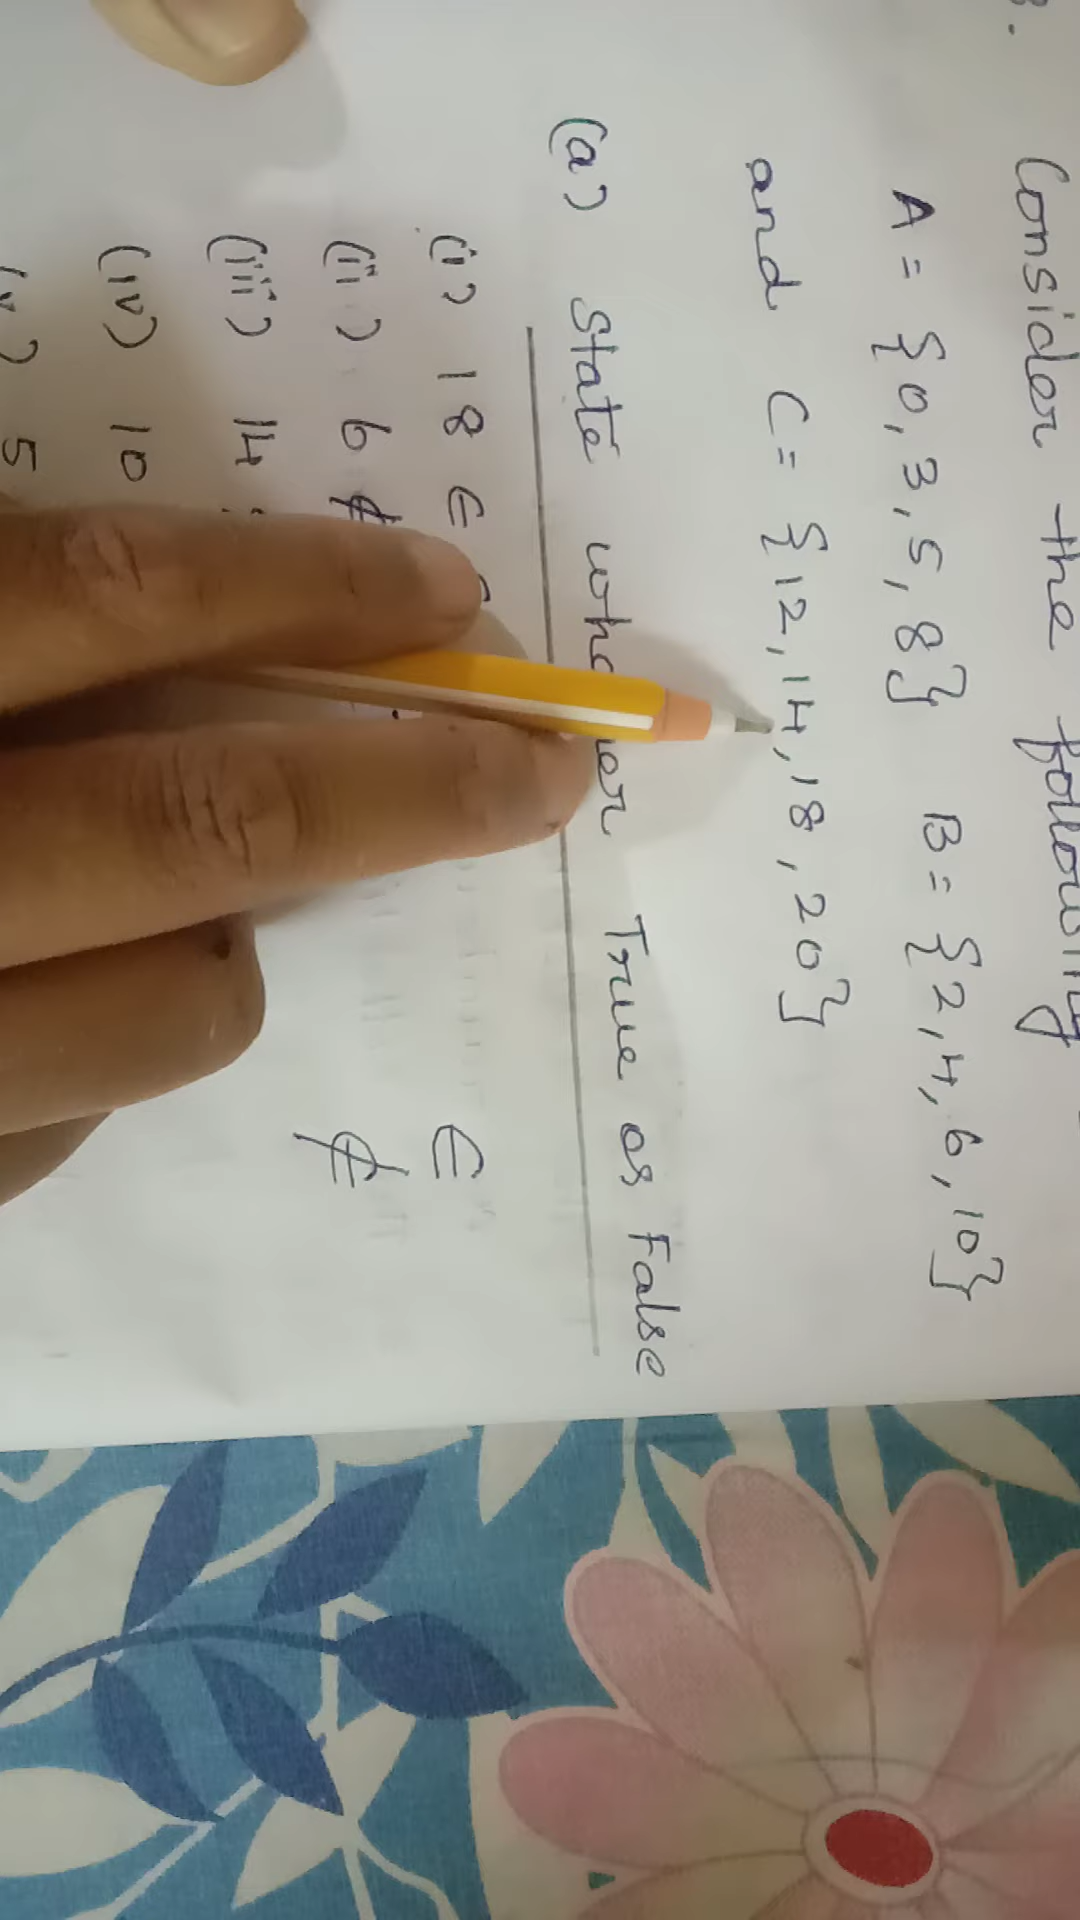 3.
Consider the following
A = {0, 3, 5, 8} B = {2, 4, 6, 10}
and C = {12, 14, 18, 20}
(a) State whether True or False
(i) 18 ∈
(ii) 6 ∉
(iii) 14
(iv) 10
(v) 5
∈
∉